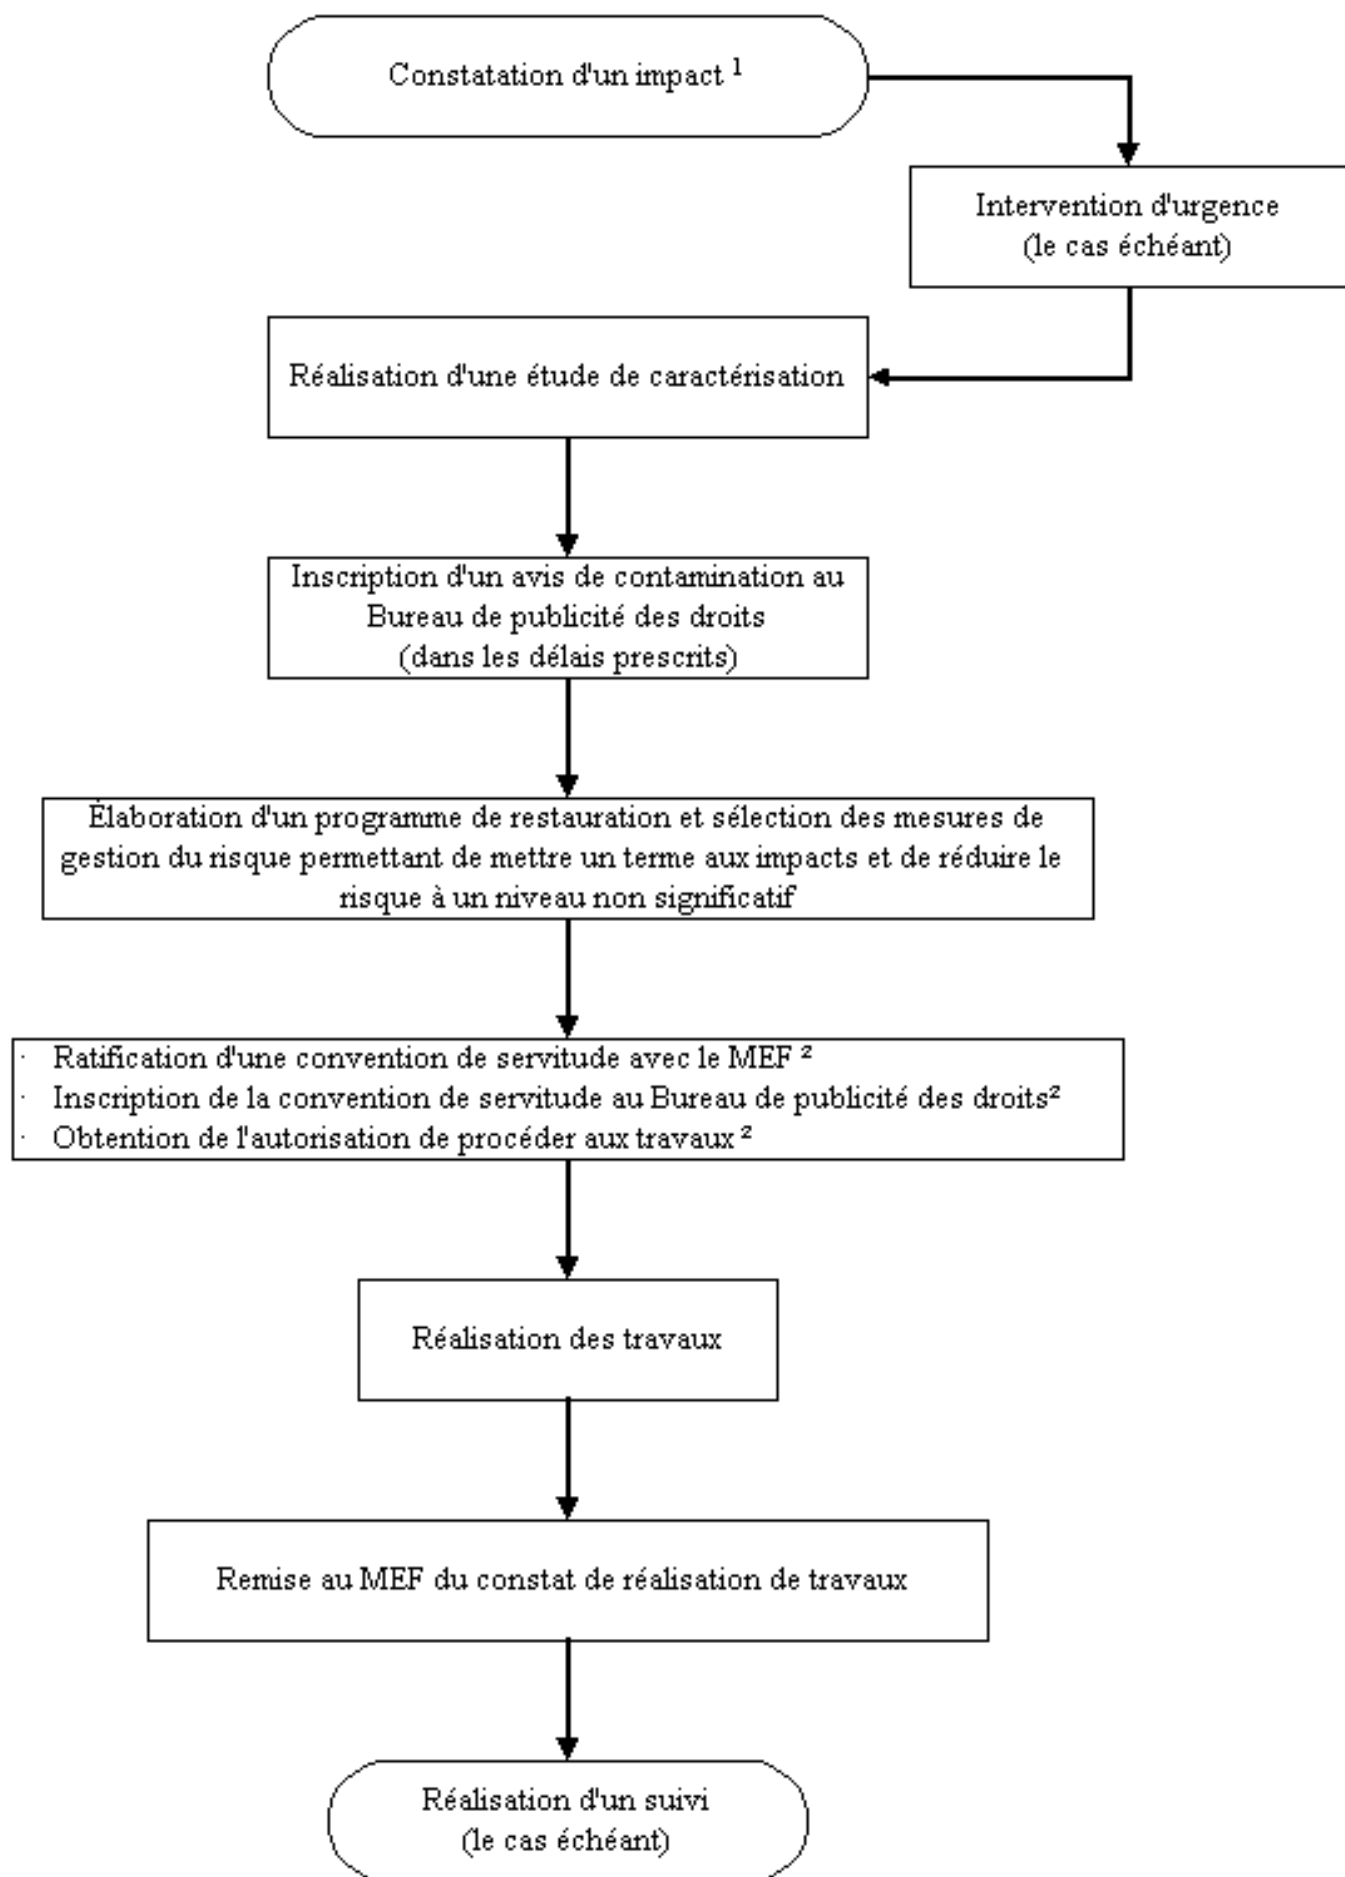 Constatation d'un impact ¹
Intervention d'urgence
(le cas échéant)
Réalisation d'une étude de caractérisation
Inscription d'un avis de contamination au
Bureau de publicité des droits
(dans les délais prescrits)
Élaboration d'un programme de restauration et sélection des mesures de
gestion du risque permettant de mettre un terme aux impacts et de réduire le
risque à un niveau non significatif
· Ratification d'une convention de servitude avec le MEF ²
· Inscription de la convention de servitude au Bureau de publicité des droits²
· Obtention de l'autorisation de procéder aux travaux ²
Réalisation des travaux
Remise au MEF du constat de réalisation de travaux
Réalisation d'un suivi
(le cas échéant)